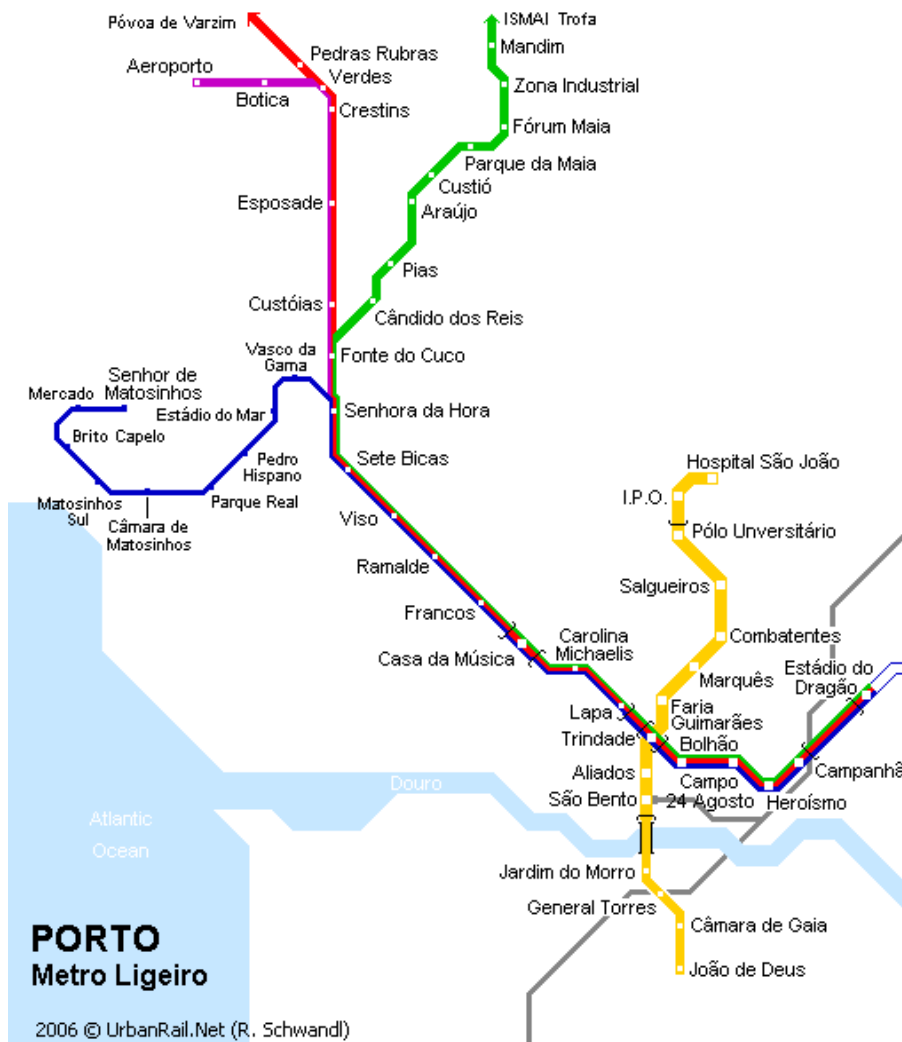 Póvoa de Varzim
ISMAI Trofa
Mandim
Pedras Rubras
Aeroporto
Verdes
Botica
Crestins
Zona Industrial
Fórum Maia
Parque da Maia
Custió
Araújo
Esposade
Pias
Custóias
Cândido dos Reis
Vasco da
Gama
Fonte do Cuco
Senhor de
Matosinhos
Mercado
Estádio do Mar
Senhora da Hora
Brito Capelo
Pedro
Hispano
Sete Bicas
Matosinhos
Sul
Câmara de
Matosinhos
Parque Real
Hospital São João
I.P.O.
Viso
Pólo Unversitário
Ramalde
Salgueiros
Francos
Combatentes
Casa da Música
Carolina
Michaelis
Marquês
Estádio do
Dragão
Lapa
Faria
Guimarães
Trindade
Bolhão
Aliados
Campo
24 Agosto
Campanhã
São Bento
Heroísmo
Douro
Atlantic
Ocean
Jardim do Morro
General Torres
Câmara de Gaia
João de Deus
PORTO
Metro Ligeiro
2006 © UrbanRail.Net (R. Schwandl)